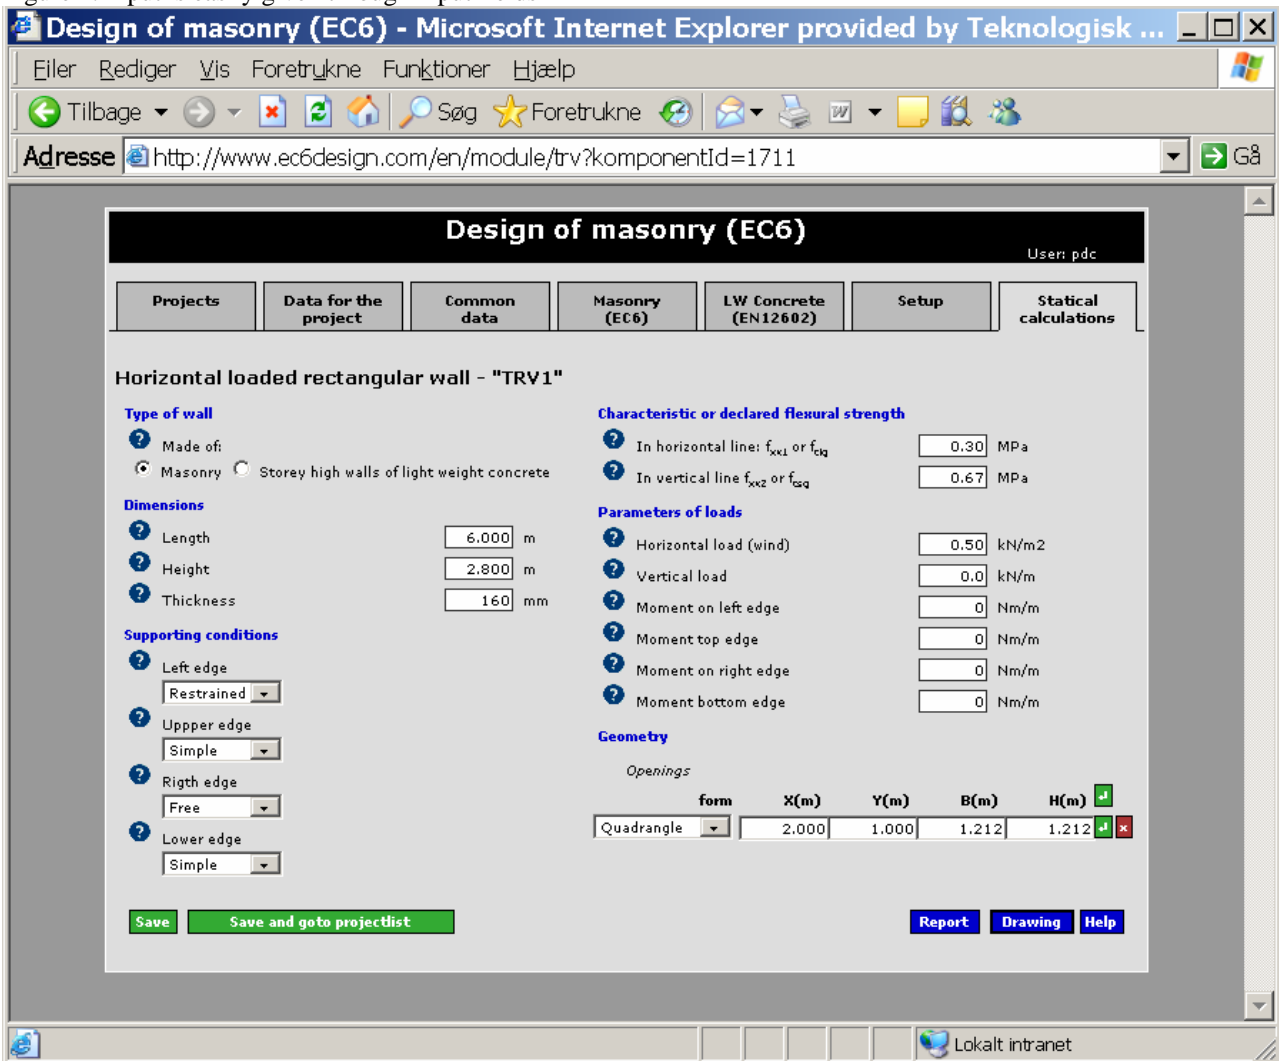 Design of masonry (EC6) - Microsoft Internet Explorer provided by Teknologisk ...
Filer Rediger Vis Foretrukne Funktioner Hjælp
Tilbage Søg Foretrukne
Adresse http://www.ec6design.com/en/module/trv?komponentId=1711 Gå
Design of masonry (EC6)
User: pdc
Projects
Data for the project
Common data
Masonry (EC6)
LW Concrete (EN12602)
Setup
Statical calculations
Horizontal loaded rectangular wall - "TRV1"
Type of wall
Made of:
Masonry Storey high walls of light weight concrete
Dimensions
Length 6.000 m
Height 2.800 m
Thickness 160 mm
Supporting conditions
Left edge
Restrained
Uppper edge
Simple
Rigth edge
Free
Lower edge
Simple
Characteristic or declared flexural strength
In horizontal line: fxk1 or fclg 0.30 MPa
In vertical line fxk2 or fcsg 0.67 MPa
Parameters of loads
Horizontal load (wind) 0.50 kN/m2
Vertical load 0.0 kN/m
Moment on left edge 0 Nm/m
Moment top edge 0 Nm/m
Moment on right edge 0 Nm/m
Moment bottom edge 0 Nm/m
Geometry
Openings
form X(m) Y(m) B(m) H(m)
Quadrangle 2.000 1.000 1.212 1.212
Save Save and goto projectlist Report Drawing Help
Lokalt intranet